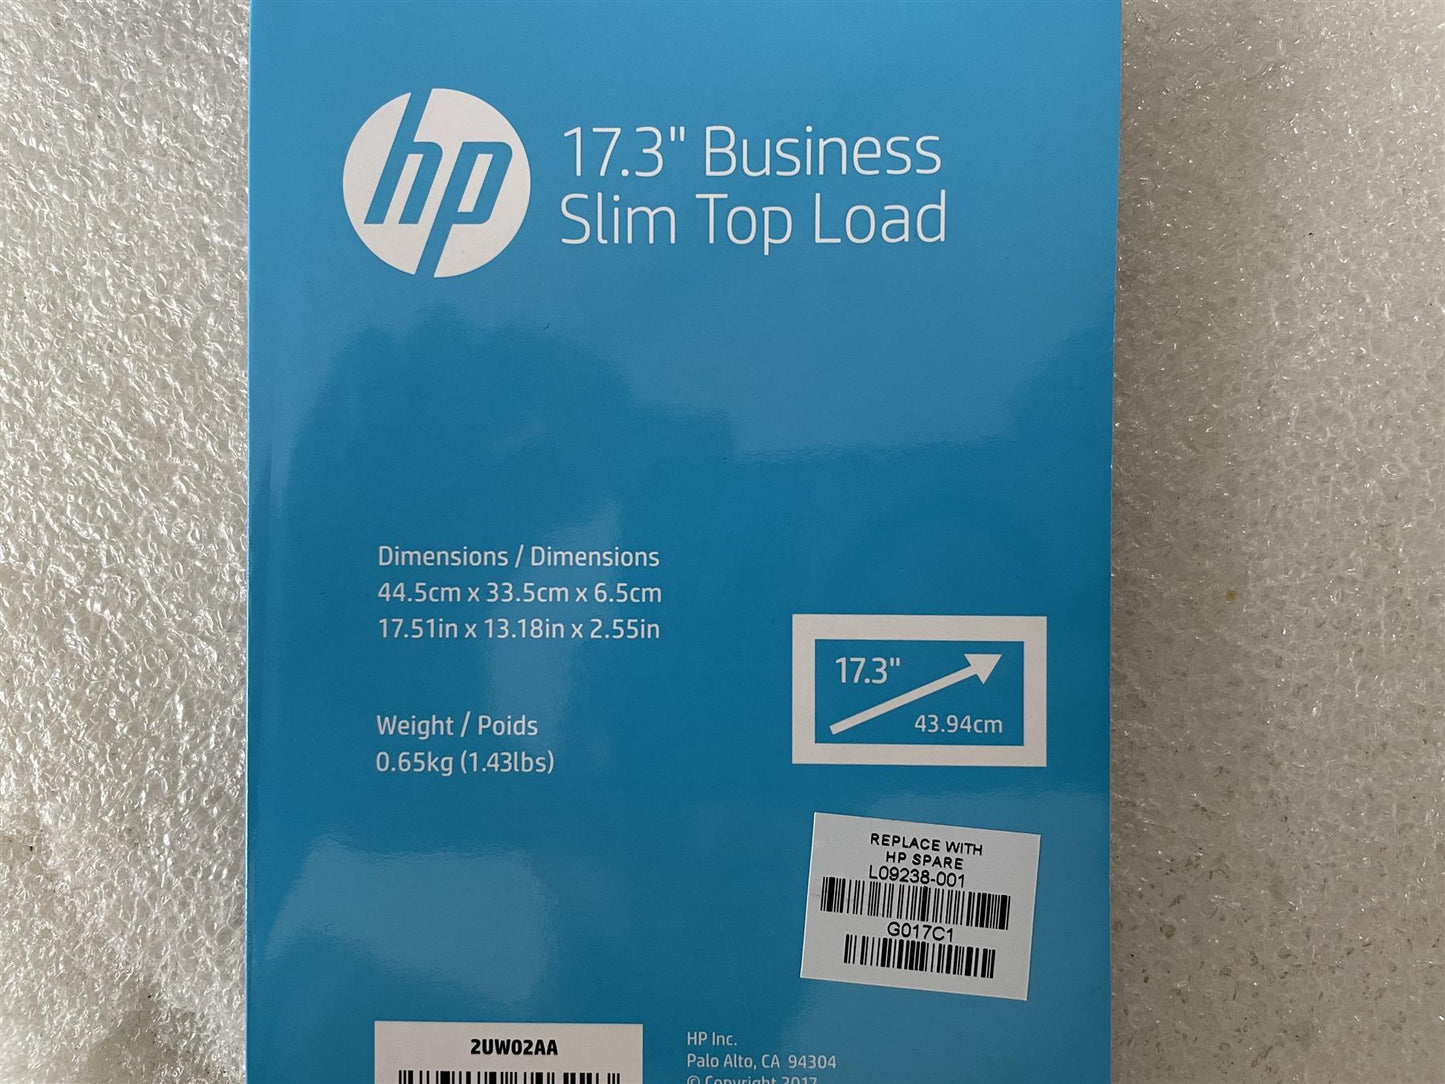 hp
17.3" Business
Slim Top Load
Dimensions / Dimensions
44.5cm x 33.5cm x 6.5cm
17.51in x 13.18in x 2.55in
Weight / Poids
0.65kg (1.43lbs)
17.3"
43.94cm
REPLACE WITH
HP SPARE
L09238-001
G017C1
2UW02AA
HP Inc.
Palo Alto, CA 94304
© Copyright 2017